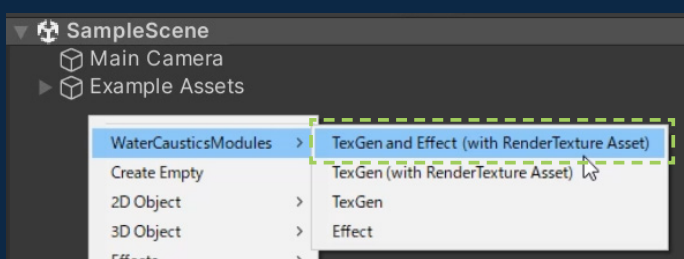 SampleScene
Main Camera
Example Assets
WaterCausticsModules >
Create Empty
2D Object >
3D Object >
Effects >
TexGen and Effect (with RenderTexture Asset)
TexGen (with RenderTexture Asset)
TexGen
Effect